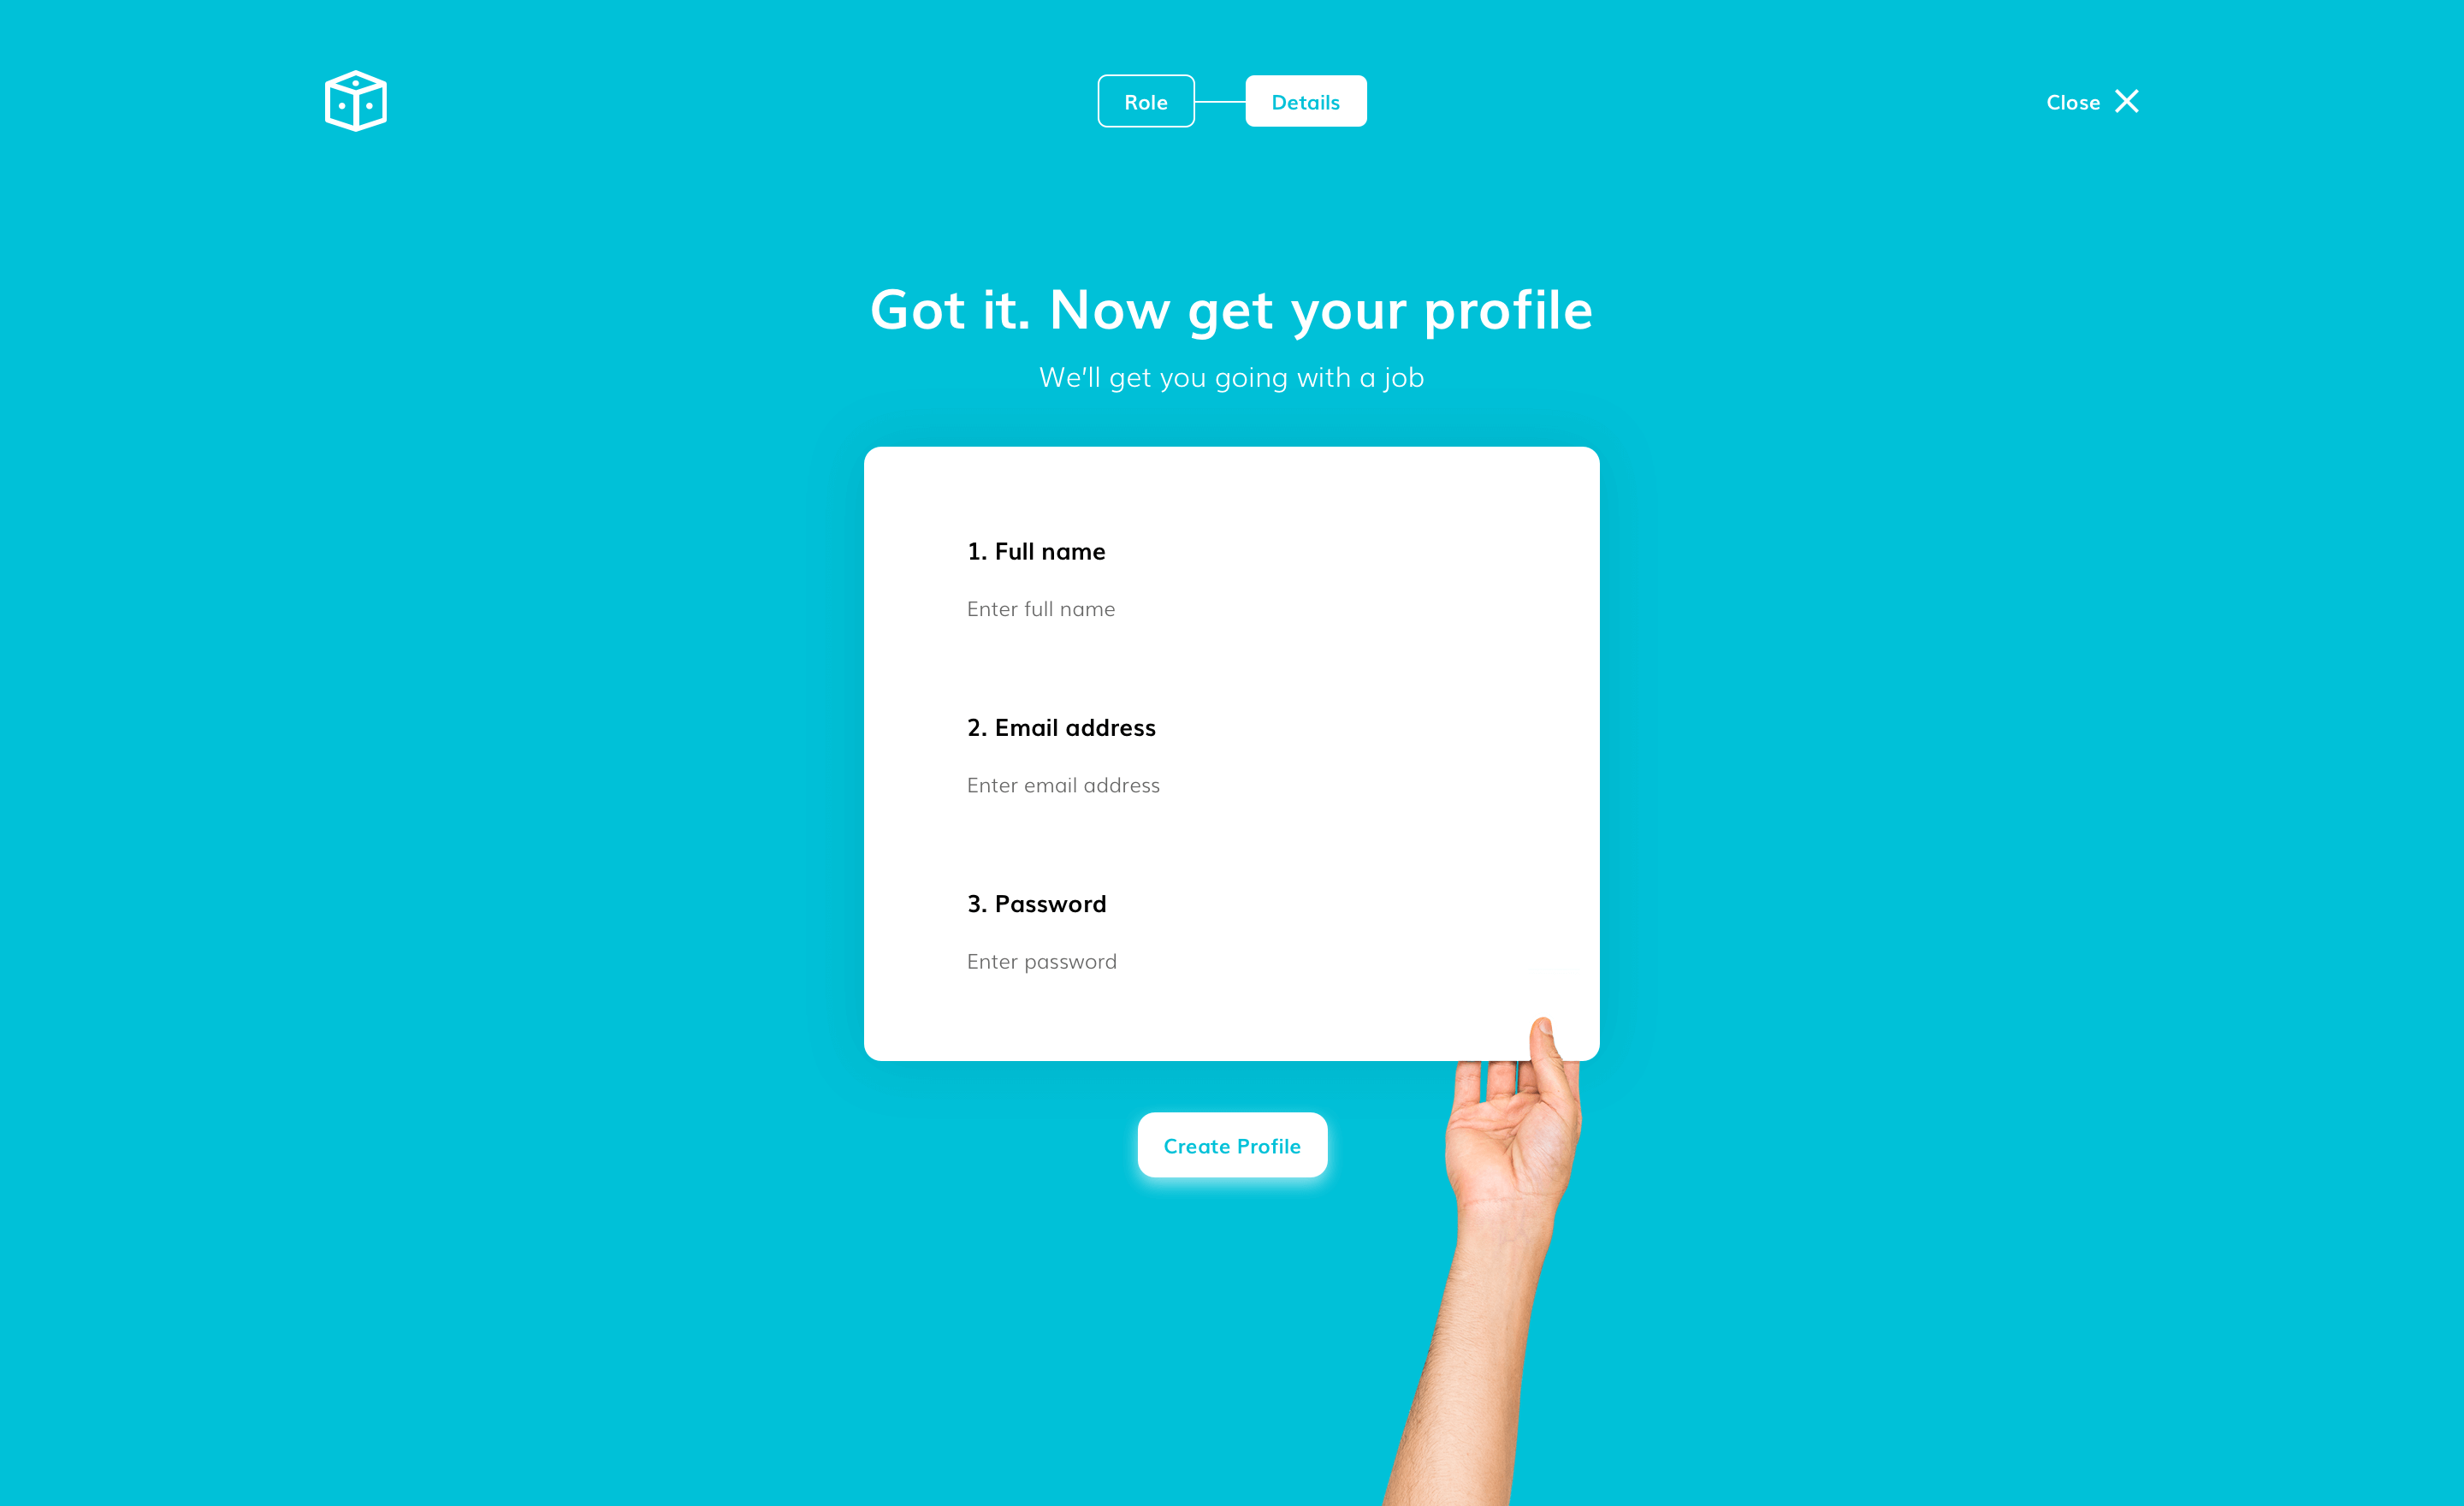 Role
Details
Close
Got it. Now get your profile
We'll get you going with a job
1. Full name
Enter full name
2. Email address
Enter email address
3. Password
Enter password
Create Profile